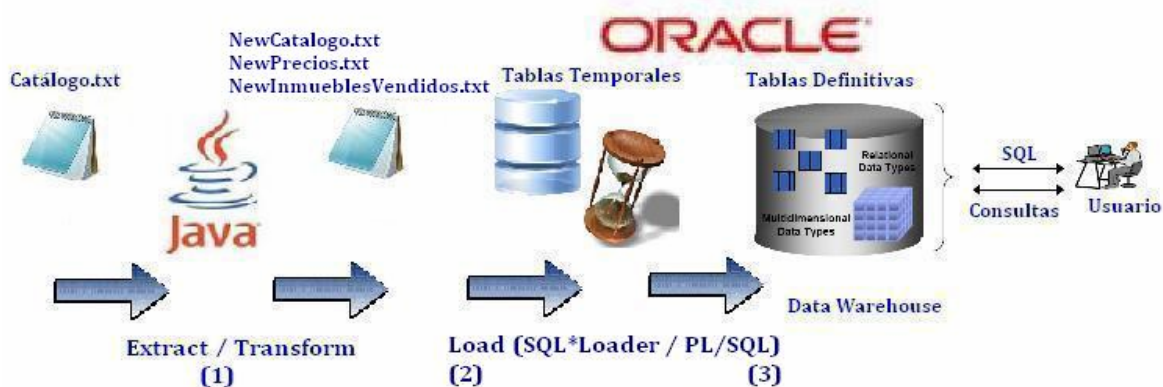 ORACLE®
NewCatalogo.txt
NewPrecios.txt
NewInmueblesVendidos.txt
Catálogo.txt
Tablas Temporales
Tablas Definitivas
Java™
Relational
Data Types
Multidimensional
Data Types
SQL
Consultas
Usuario
Data Warehouse
Extract / Transform
(1)
Load (SQL*Loader / PL/SQL)
(2)
(3)